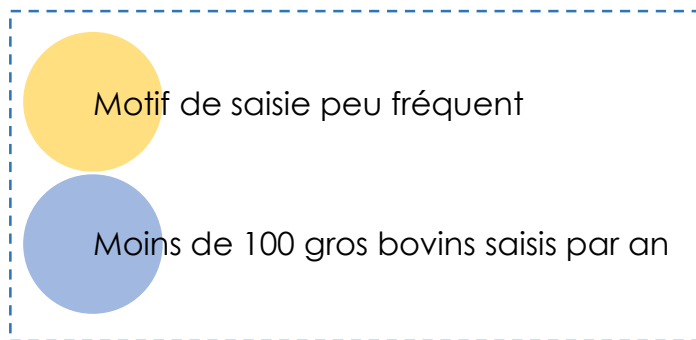 Motif de saisie peu fréquent
Moins de 100 gros bovins saisis par an